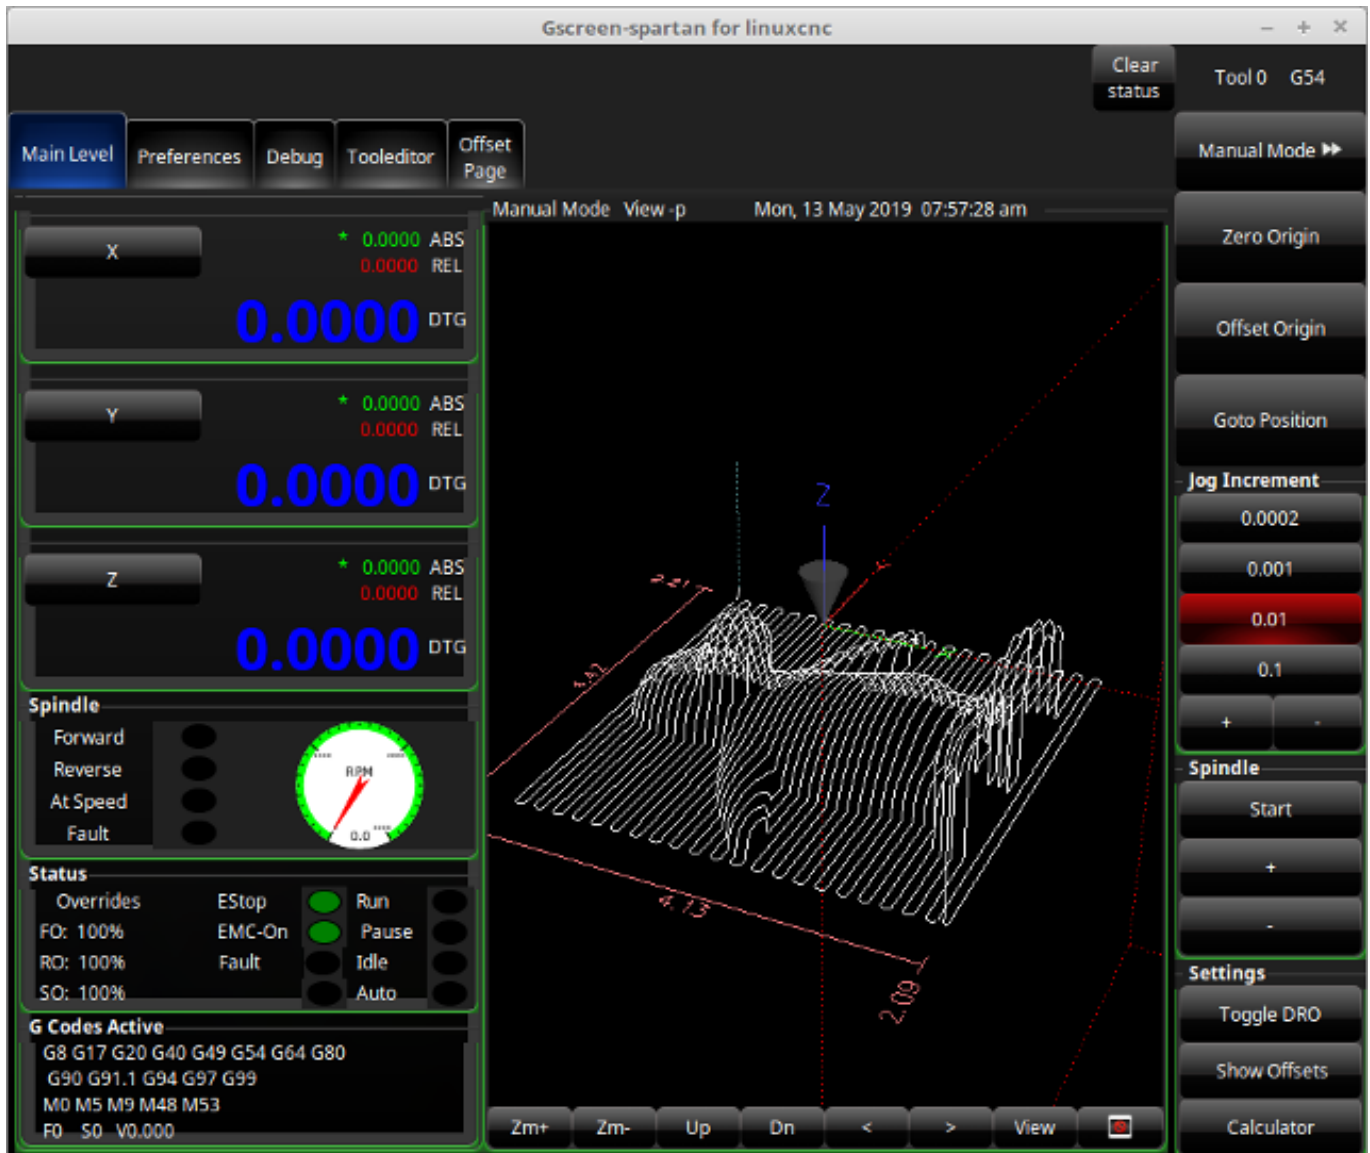 Gscreen-spartan for linuxcnc
Clear
status
Tool 0 G54
Main Level
Preferences
Debug
Tooleditor
Offset
Page
Manual Mode
Manual Mode View -p Mon, 13 May 2019 07:57:28 am
X
* 0.0000 ABS
0.0000 REL
0.0000 DTG
Y
* 0.0000 ABS
0.0000 REL
0.0000 DTG
Z
* 0.0000 ABS
0.0000 REL
0.0000 DTG
Spindle
Forward
Reverse
At Speed
Fault
RPM
0.0
Status
Overrides EStop Run
FO: 100% EMC-On Pause
RO: 100% Fault Idle
SO: 100% Auto
G Codes Active
G8 G17 G20 G40 G49 G54 G64 G80
G90 G91.1 G94 G97 G99
M0 M5 M9 M48 M53
F0 S0 V0.000
Z
4.13
2.09
Zm+ Zm- Up Dn < > View
Zero Origin
Offset Origin
Goto Position
Jog Increment
0.0002
0.001
0.01
0.1
+ -
Spindle
Start
+
-
Settings
Toggle DRO
Show Offsets
Calculator